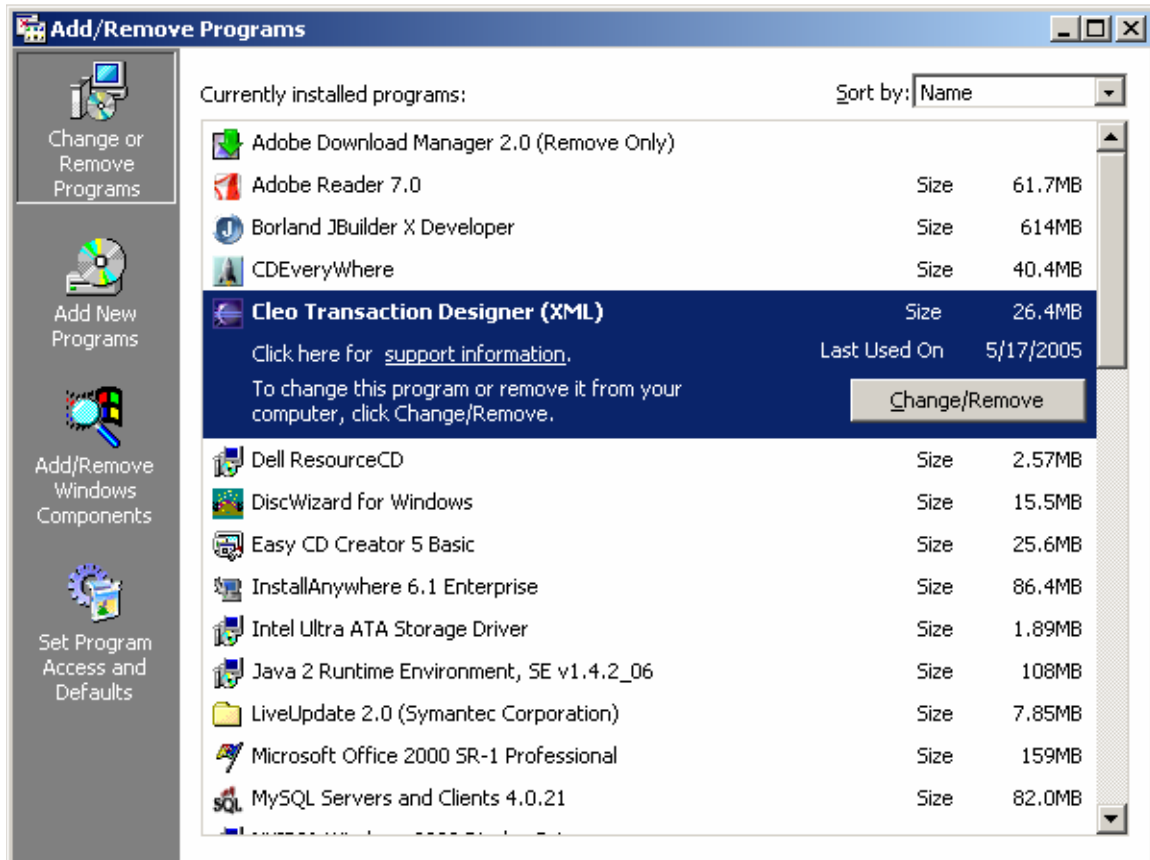 Add/Remove Programs
Change or
Remove
Programs
Add New
Programs
Add/Remove
Windows
Components
Set Program
Access and
Defaults
Currently installed programs:
Sort by: Name
Adobe Download Manager 2.0 (Remove Only)
Adobe Reader 7.0 Size 61.7MB
Borland JBuilder X Developer Size 614MB
CDEveryWhere Size 40.4MB
Cleo Transaction Designer (XML) Size 26.4MB
Click here for support information. Last Used On 5/17/2005
To change this program or remove it from your
computer, click Change/Remove.
Change/Remove
Dell ResourceCD Size 2.57MB
DiscWizard for Windows Size 15.5MB
Easy CD Creator 5 Basic Size 25.6MB
InstallAnywhere 6.1 Enterprise Size 86.4MB
Intel Ultra ATA Storage Driver Size 1.89MB
Java 2 Runtime Environment, SE v1.4.2_06 Size 108MB
LiveUpdate 2.0 (Symantec Corporation) Size 7.85MB
Microsoft Office 2000 SR-1 Professional Size 159MB
MySQL Servers and Clients 4.0.21 Size 82.0MB